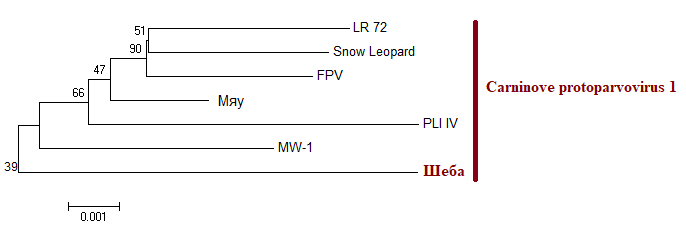 51
LR 72
90
Snow Leopard
FPV
47
Мяу
66
Carninove protoparvovirus 1
PLI IV
MW-1
39
Шеба
0.001